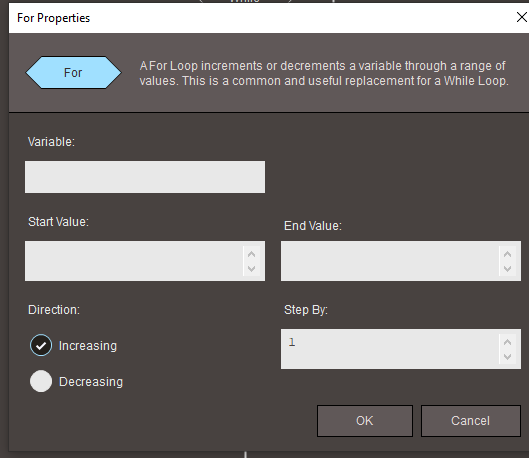 While
For Properties
For
A For Loop increments or decrements a variable through a range of
values. This is a common and useful replacement for a While Loop.
Variable:
Start Value:
End Value:
Direction:
Step By:
Increasing
1
Decreasing
OK
Cancel